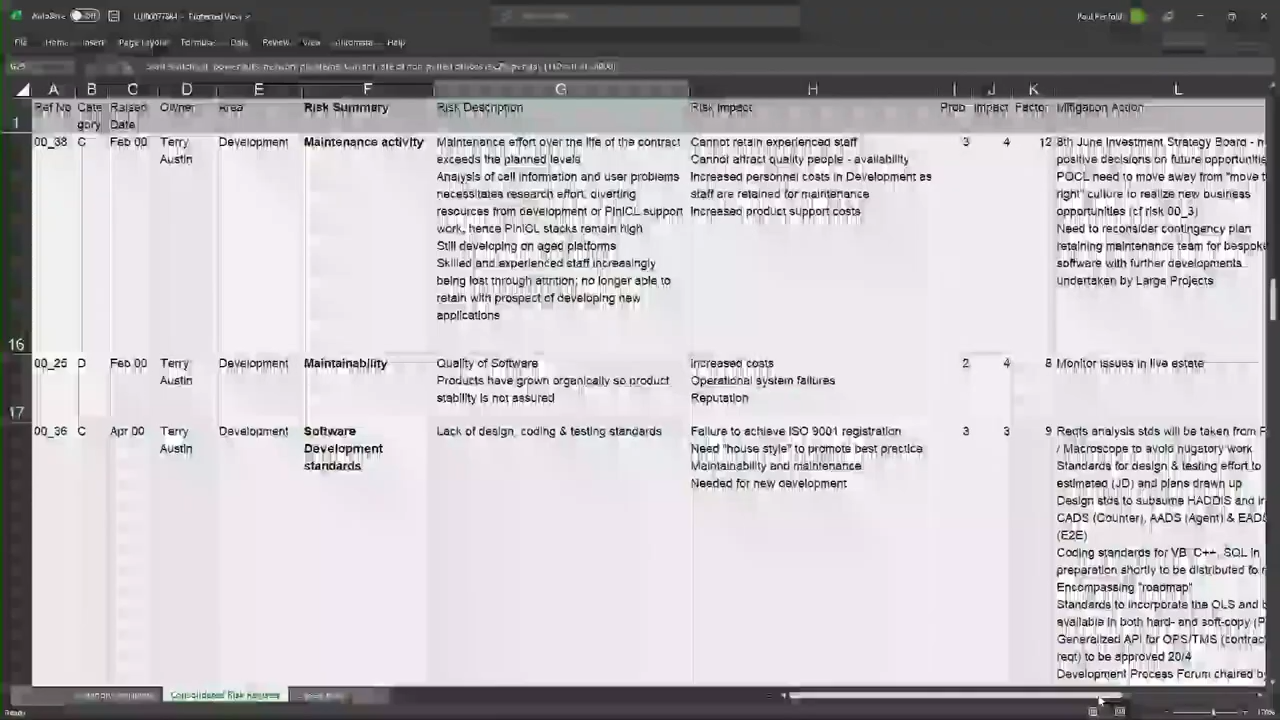 File Home Insert Page Layout Formulas Data Review View Automate Help
A B C D E F G H I J K L
1 Ref No Cate gory Raised Date Owner Area Risk Summary Risk Description Risk Impact Prob Impact Factor Mitigation Action
00_38 C Feb 00 Terry Austin Development Maintenance activity
Maintenance effort over the life of the contract
exceeds the planned levels
Analysis of call information and user problems
necessitates research effort, diverting
resources from development or PinICL support
work, hence PinICL stacks remain high
Still developing on aged platforms
Skilled and experienced staff increasingly
being lost through attrition; no longer able to
retain with prospect of developing new
applications
Cannot retain experienced staff
Cannot attract quality people - availability
Increased personnel costs in Development as
staff are retained for maintenance
Increased product support costs
3 4 12
8th June Investment Strategy Board - n
positive decisions on future opportunitie
POCL need to move away from "move t
right" culture to realize new business
opportunities (cf risk 00_3)
Need to reconsider contingency plan
retaining maintenance team for bespoke
software with further developments
undertaken by Large Projects
16
00_25 D Feb 00 Terry Austin Development Maintainability
Quality of Software
Products have grown organically so product
stability is not assured
Increased costs
Operational system failures
Reputation
2 4 8 Monitor issues in live estate
17
00_36 C Apr 00 Terry Austin Development Software Development standards
Lack of design, coding & testing standards
Failure to achieve ISO 9001 registration
Need "house style" to promote best practice
Maintainability and maintenance
Needed for new development
3 3 9
Reqts analysis stds will be taken from
/ Macroscope to avoid nugatory work
Standards for design & testing effort to
estimated (JD) and plans drawn up
Design stds to subsume HADDIS and
CADS (Counter), AADS (Agent) & EADS
(E2E)
Coding standards for VB, C++, SQL in
preparation shortly to be distributed fo
Encompassing "roadmap"
Standards to incorporate the OLS and b
available in both hard- and soft-copy (P
Generalized API for OPS/TMS (contrac
reqt) to be approved 20/4
Development Process Forum chaired by
Consolidated Risk Register
Ready